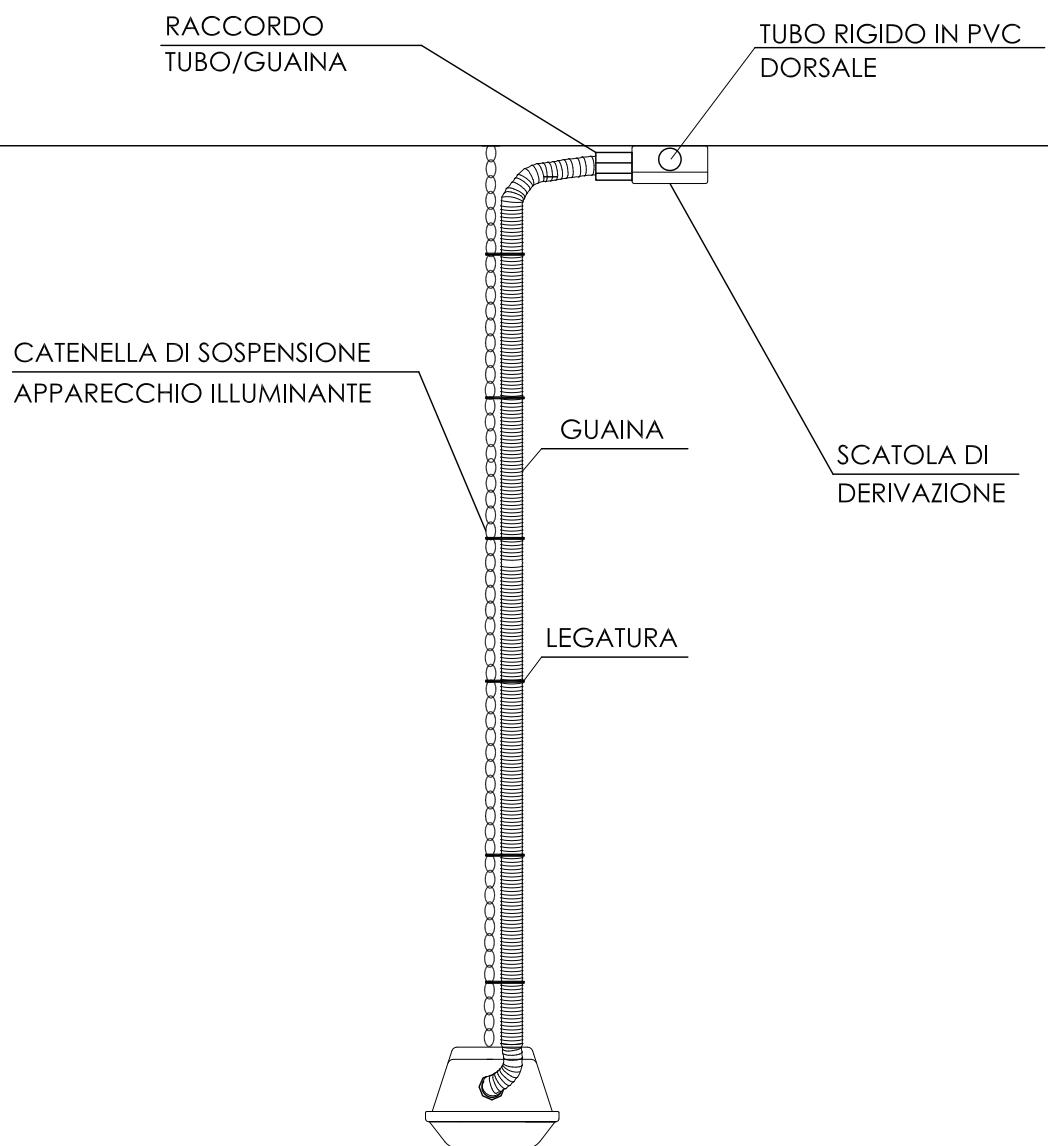 RACCORDO
TUBO/GUAINA
TUBO RIGIDO IN PVC
DORSALE
CATENELLA DI SOSPENSIONE
APPARECCHIO ILLUMINANTE
GUAINA
SCATOLA DI
DERIVAZIONE
LEGATURA